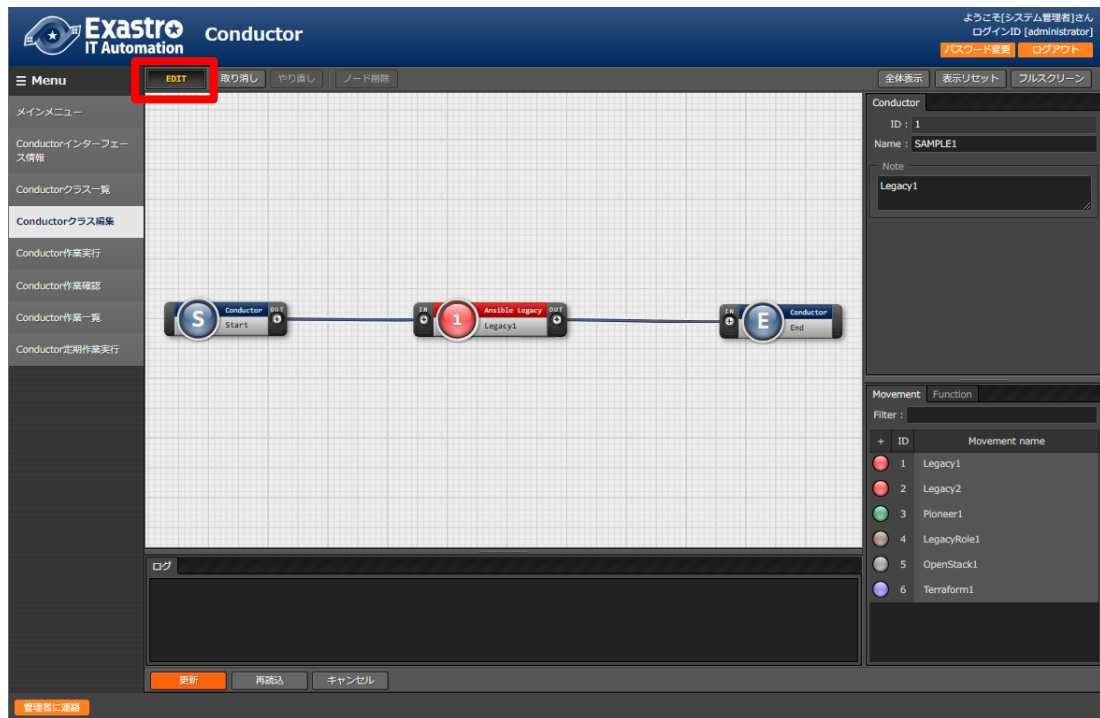 Exastro
IT Automation
Conductor
ようこそ[システム管理者]さん
ログインID [administrator]
パスワード変更 ログアウト
Menu
EDIT 取り消し やり直し ノード削除
全体表示 表示リセット フルスクリーン
メインメニュー
Conductorインターフェー
ス情報
Conductorクラス一覧
Conductorクラス編集
Conductor作業実行
Conductor作業確認
Conductor作業一覧
Conductor定期作業実行
S Conductor OUT
Start
IN 1 Ansible Legacy OUT
Legacy1
IN E Conductor
End
Conductor
ID : 1
Name : SAMPLE1
Note
Legacy1
Movement Function
Filter :
+ ID Movement name
1 Legacy1
2 Legacy2
3 Pioneer1
4 LegacyRole1
5 OpenStack1
6 Terraform1
ログ
更新 再読込 キャンセル
管理者に連絡